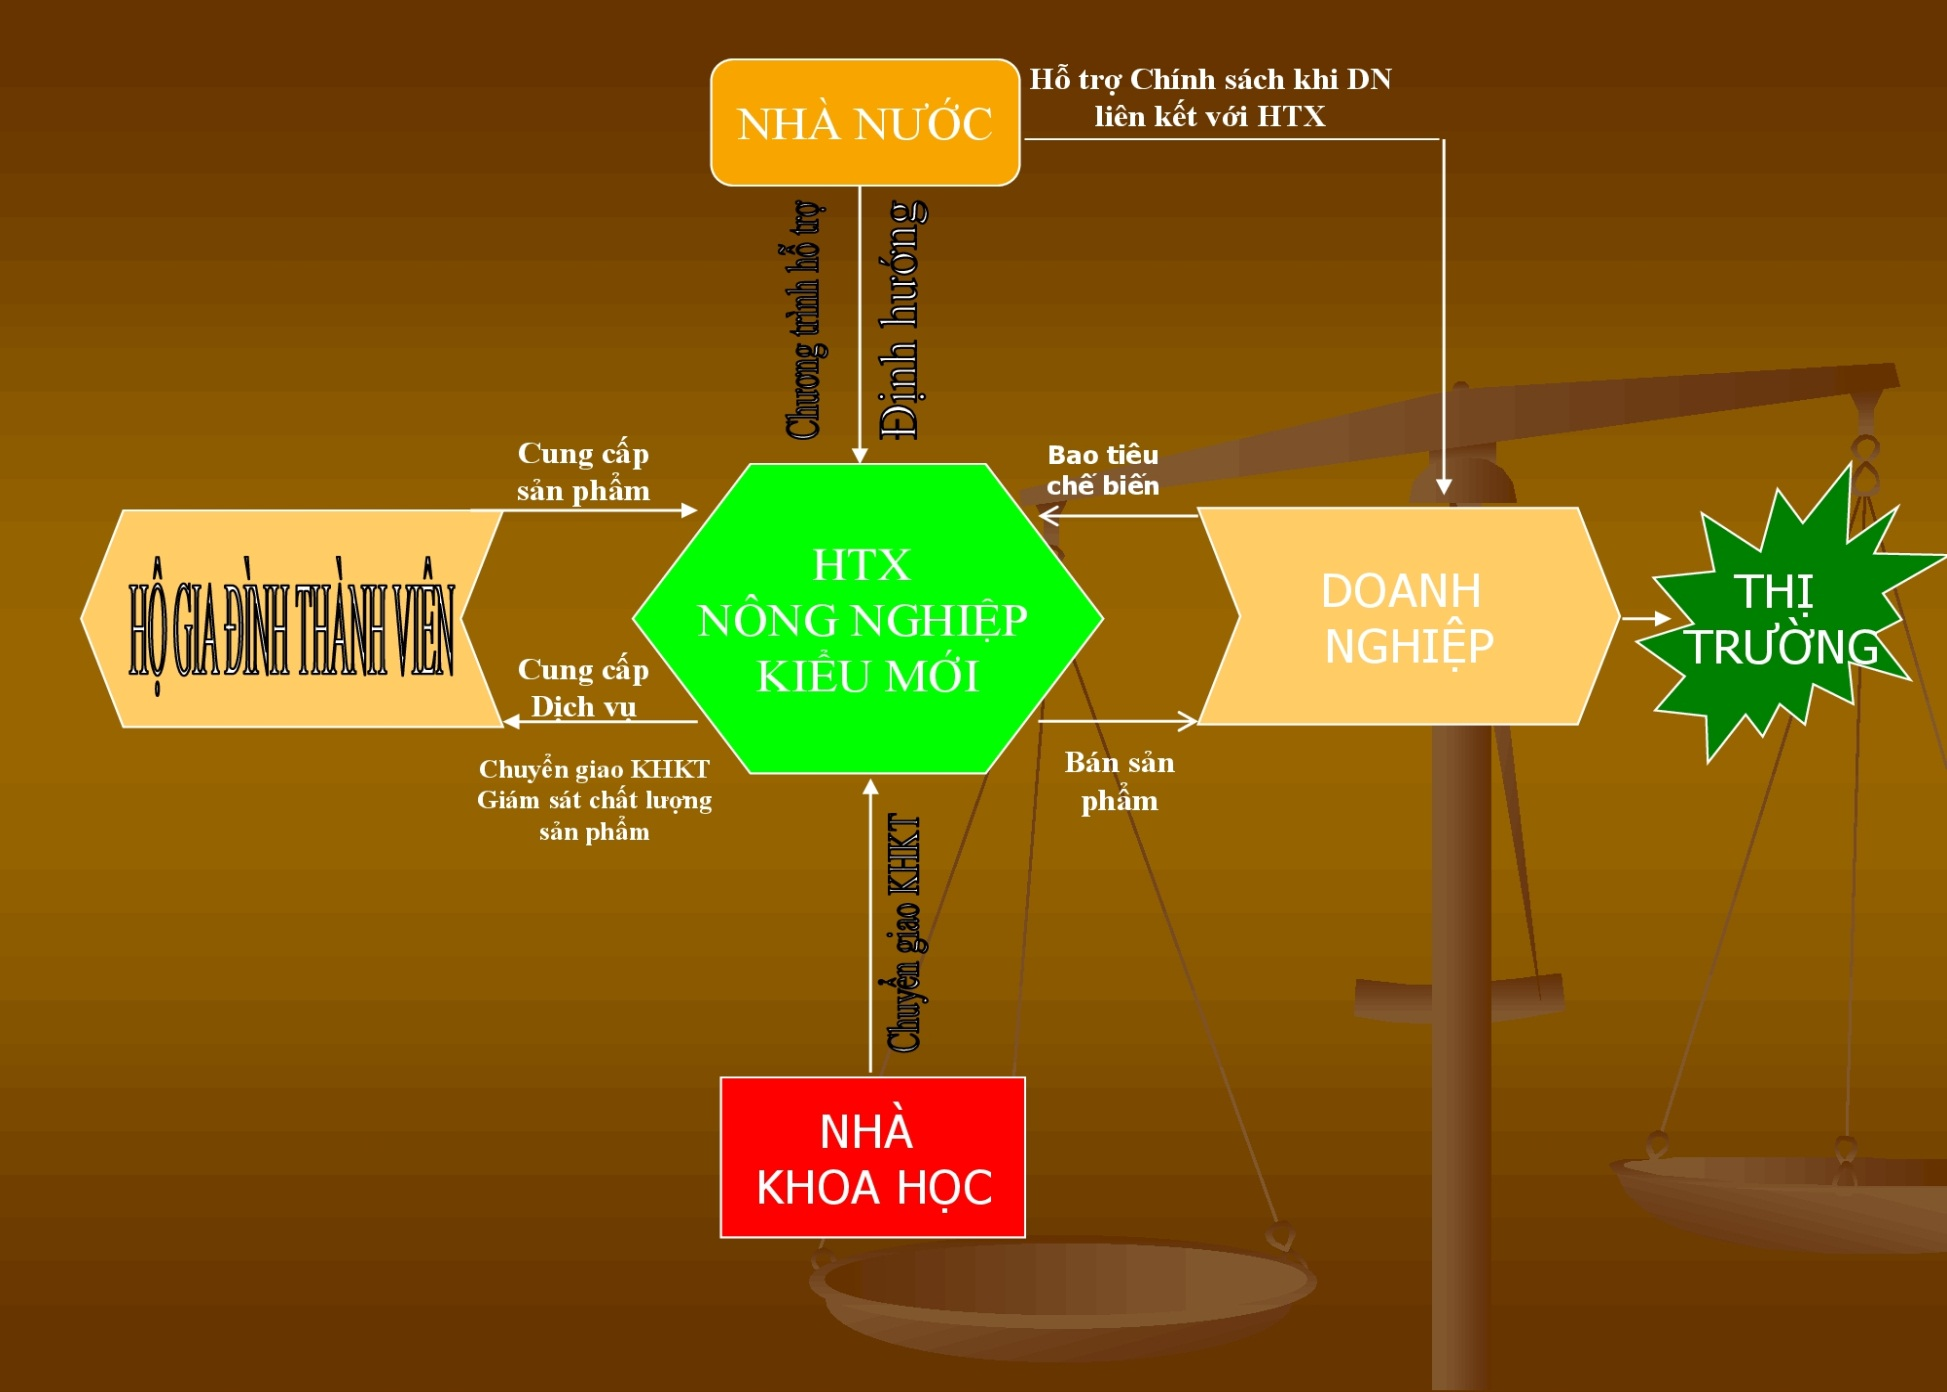 NHÀ NƯỚC
Hỗ trợ Chính sách khi DN
liên kết với HTX
Chương trình hỗ trợ
Định hướng
Cung cấp
sản phẩm
Bao tiêu
chế biến
HỘ GIA ĐÌNH THÀNH VIÊN
HTX
NÔNG NGHIỆP
KIỂU MỚI
DOANH
NGHIỆP
THỊ
TRƯỜNG
Cung cấp
Dịch vụ
Chuyển giao KHKT
Giám sát chất lượng
sản phẩm
Bán sản
phẩm
Chuyển giao KHKT
NHÀ
KHOA HỌC